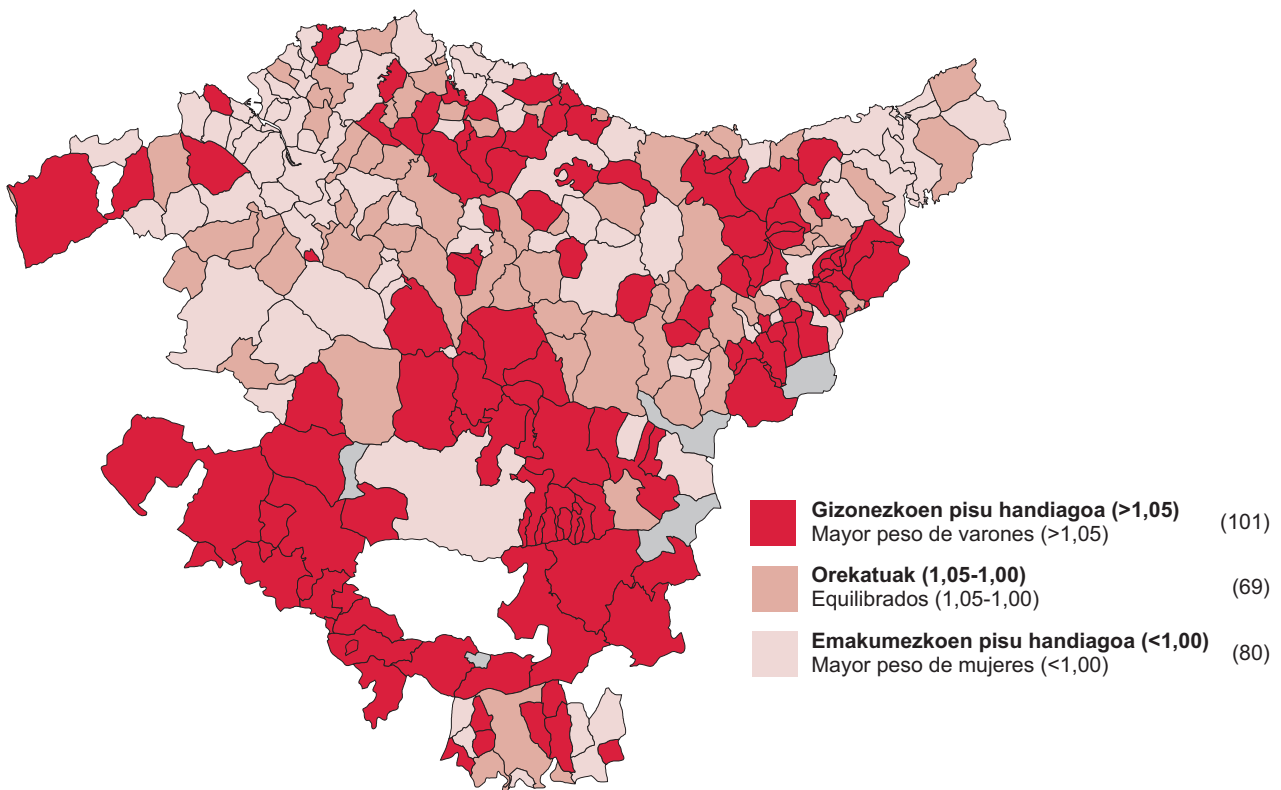 Gizonezkoen pisu handiagoa (>1,05)
Mayor peso de varones (>1,05)
(101)
Orekatuak (1,05-1,00)
Equilibrados (1,05-1,00)
(69)
Emakumezkoen pisu handiagoa (<1,00)
Mayor peso de mujeres (<1,00)
(80)